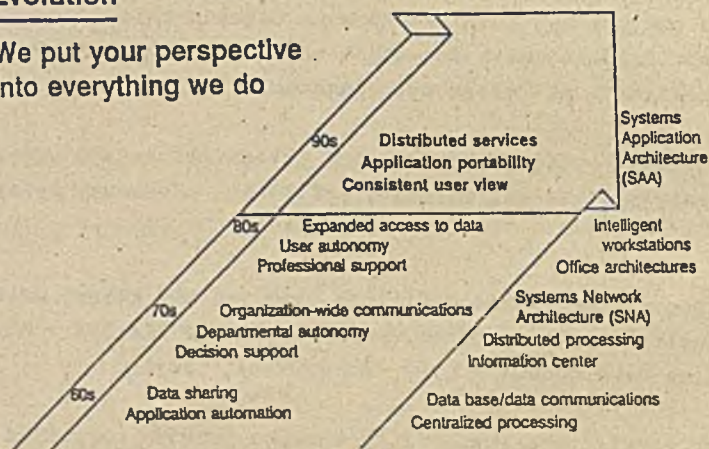 Evolution
We put your perspective
into everything we do
90s
Distributed services
Application portability
Consistent user view
Systems
Application
Architecture
(SAA)
80s
Expanded access to data
User autonomy
Professional support
Intelligent
workstations
Office architectures
70s
Organization-wide communications
Departmental autonomy
Decision support
Systems Network
Architecture (SNA)
Distributed processing
Information center
60s
Data sharing
Application automation
Data base/data communications
Centralized processing